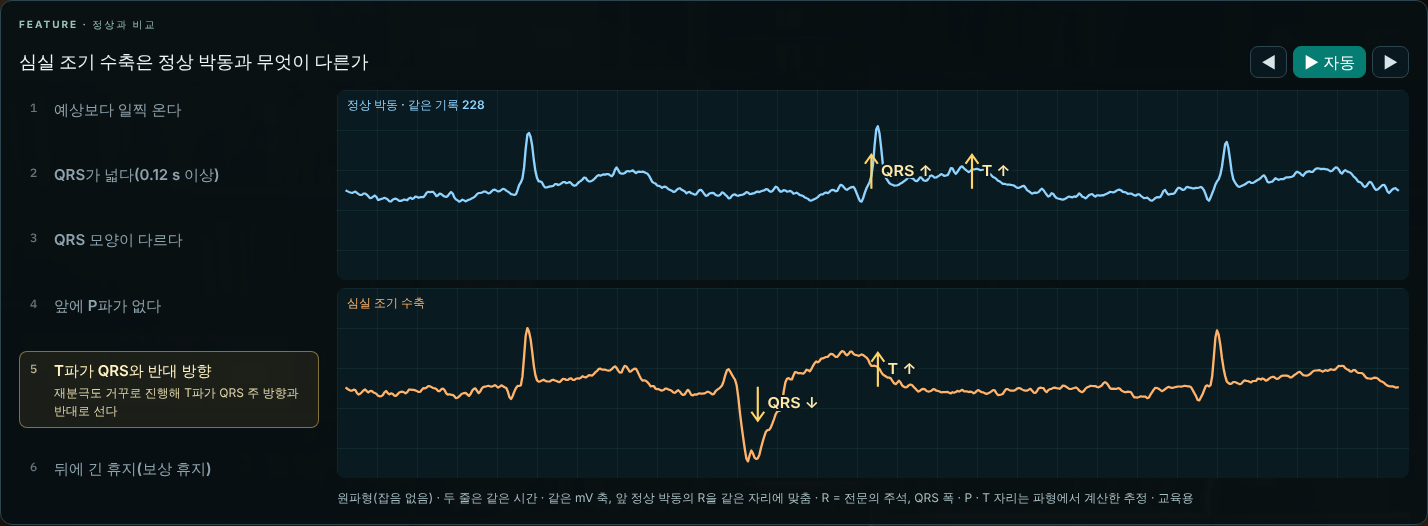 FEATURE · 정상과 비교
심실 조기 수축은 정상 박동과 무엇이 다른가
◀
▶ 자동
▶
1 예상보다 일찍 온다
2 QRS가 넓다(0.12 s 이상)
3 QRS 모양이 다르다
4 앞에 P파가 없다
5 T파가 QRS와 반대 방향
재분극도 거꾸로 진행해 T파가 QRS 주 방향과
반대로 선다
6 뒤에 긴 휴지(보상 휴지)
정상 박동 · 같은 기록 228
QRS ↑
T ↑
심실 조기 수축
T ↑
QRS ↓
원파형(잡음 없음) · 두 줄은 같은 시간 · 같은 mV 축, 앞 정상 박동의 R을 같은 자리에 맞춤 · R = 전문의 주석, QRS 폭 · P · T 자리는 파형에서 계산한 추정 · 교육용